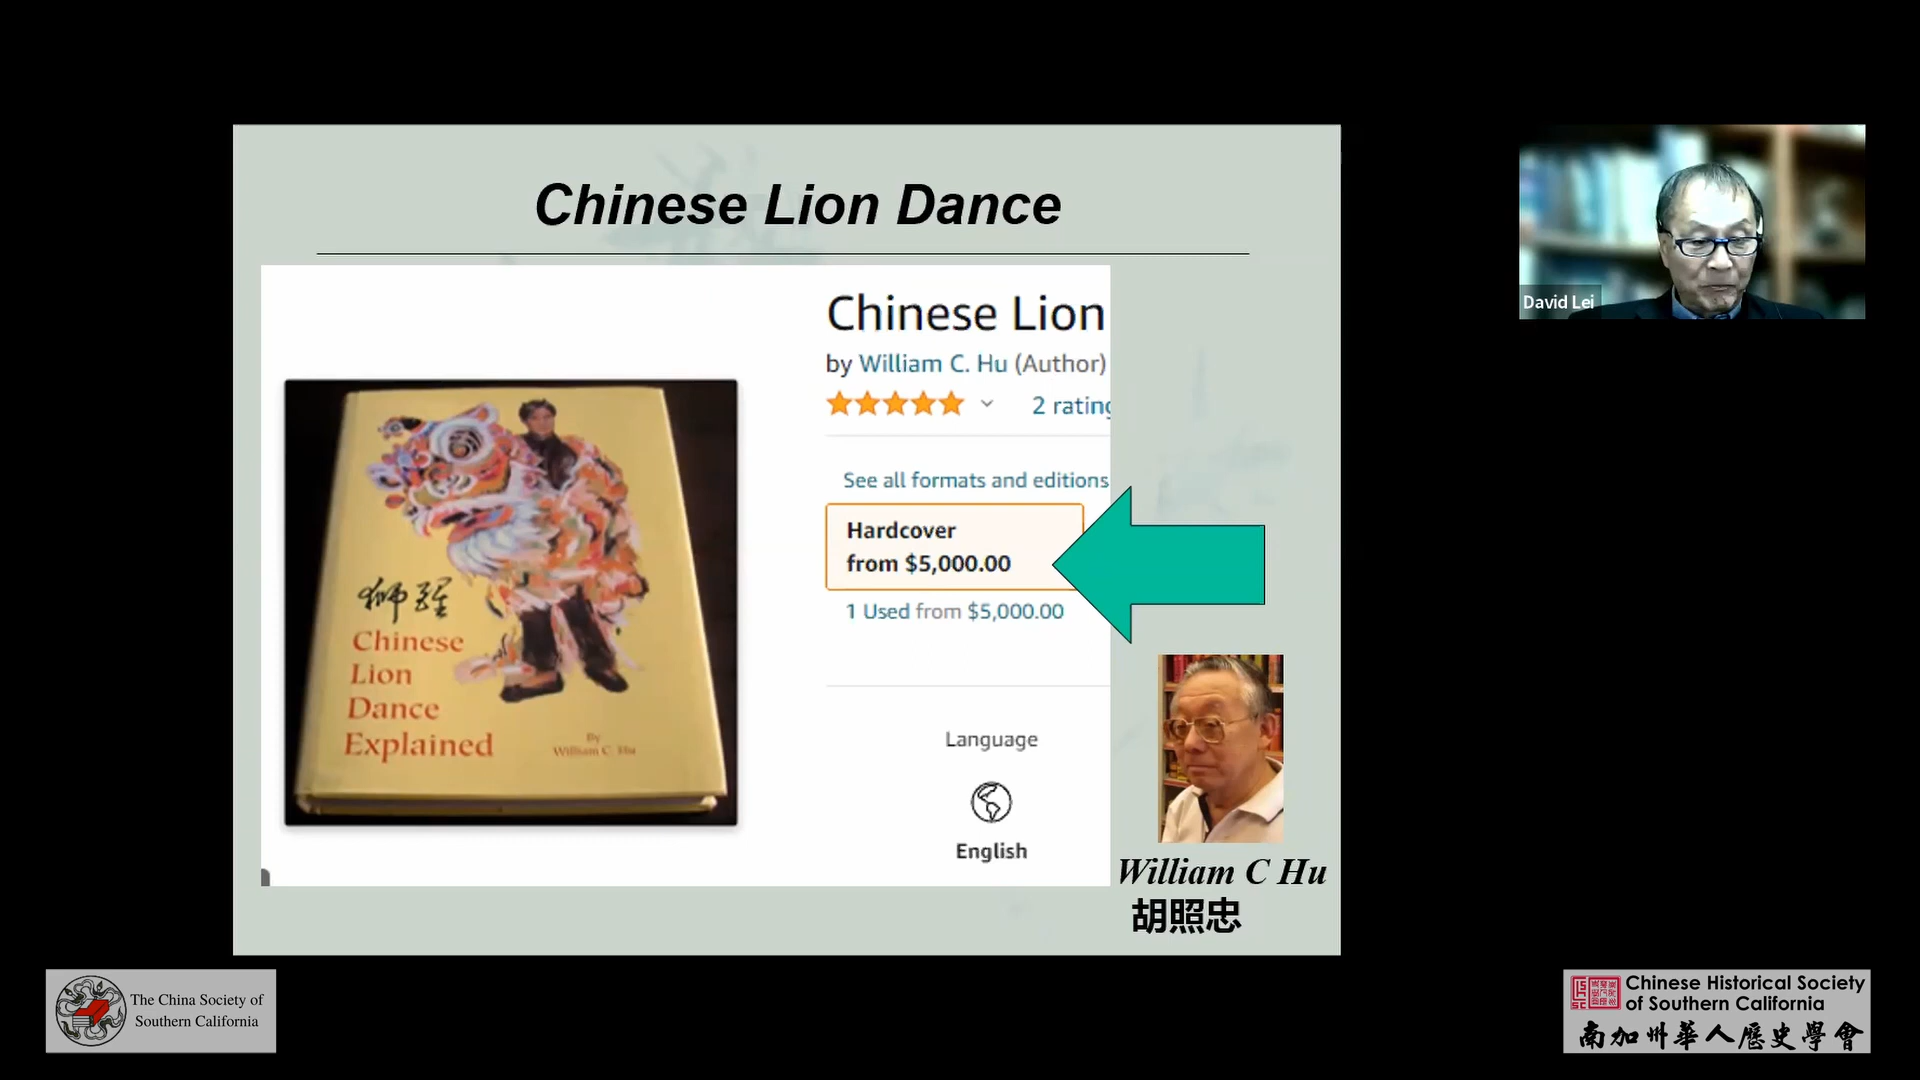 Chinese Lion Dance
Chinese Lion
by William C. Hu (Author)
2 rating
See all formats and editions
Hardcover
from $5,000.00
1 Used from $5,000.00
Language
English
獅醒
Chinese
Lion
Dance
Explained
By
William C. Hu
William C Hu
胡照忠
David Lei
The China Society of
Southern California
Chinese Historical Society
of Southern California
南加州華人歷史學會